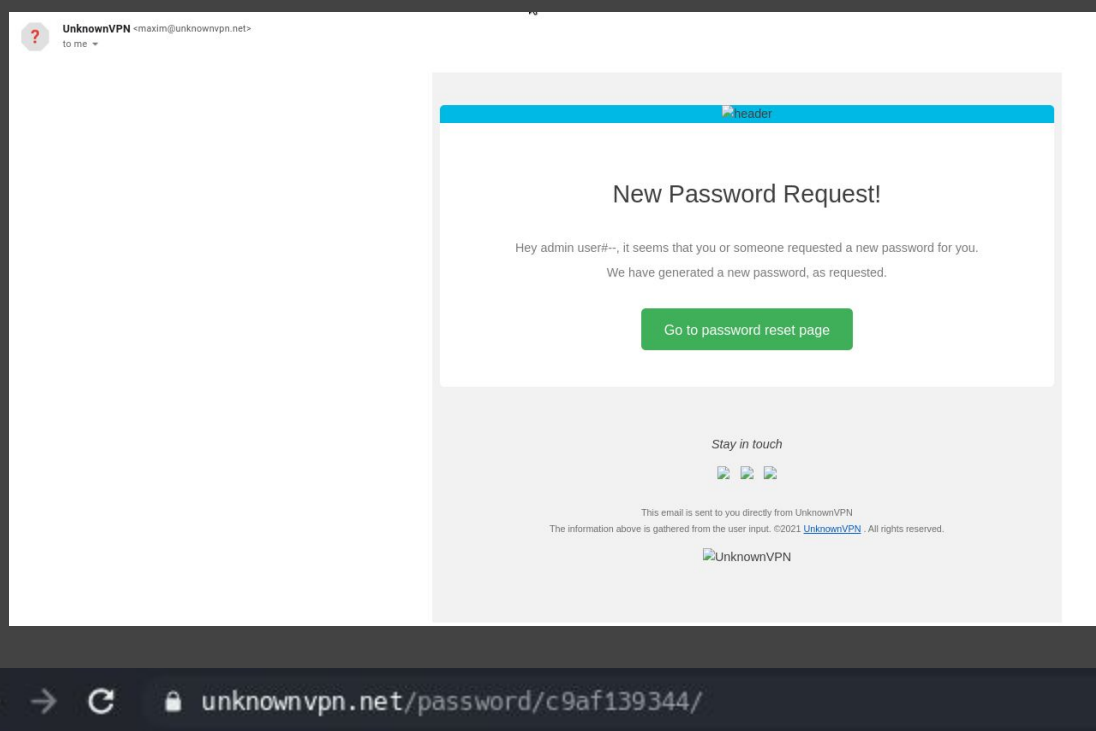 UnknownVPN <maxim@unknownvpn.net>
to me
header
New Password Request!
Hey admin user#--, it seems that you or someone requested a new password for you.
We have generated a new password, as requested.
Go to password reset page
Stay in touch
This email is sent to you directly from UnknownVPN
The information above is gathered from the user input. ©2021 UnknownVPN . All rights reserved.
UnknownVPN
unknownvpn.net/password/c9af139344/